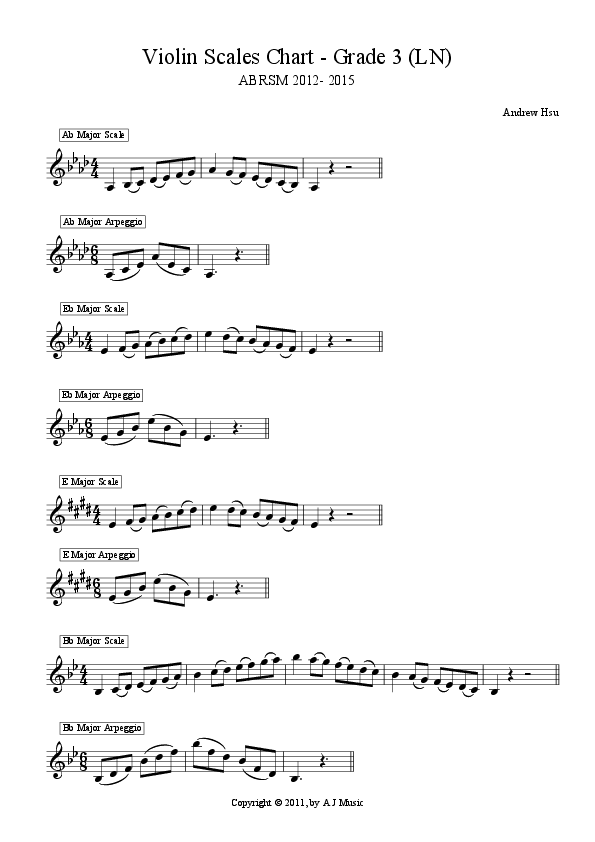 Violin Scales Chart - Grade 3 (LN)
ABRSM 2012- 2015
Andrew Hsu
Ab Major Scale
Ab Major Arpeggio
Eb Major Scale
Eb Major Arpeggio
E Major Scale
E Major Arpeggio
Bb Major Scale
Bb Major Arpeggio
Copyright © 2011, by A J Music